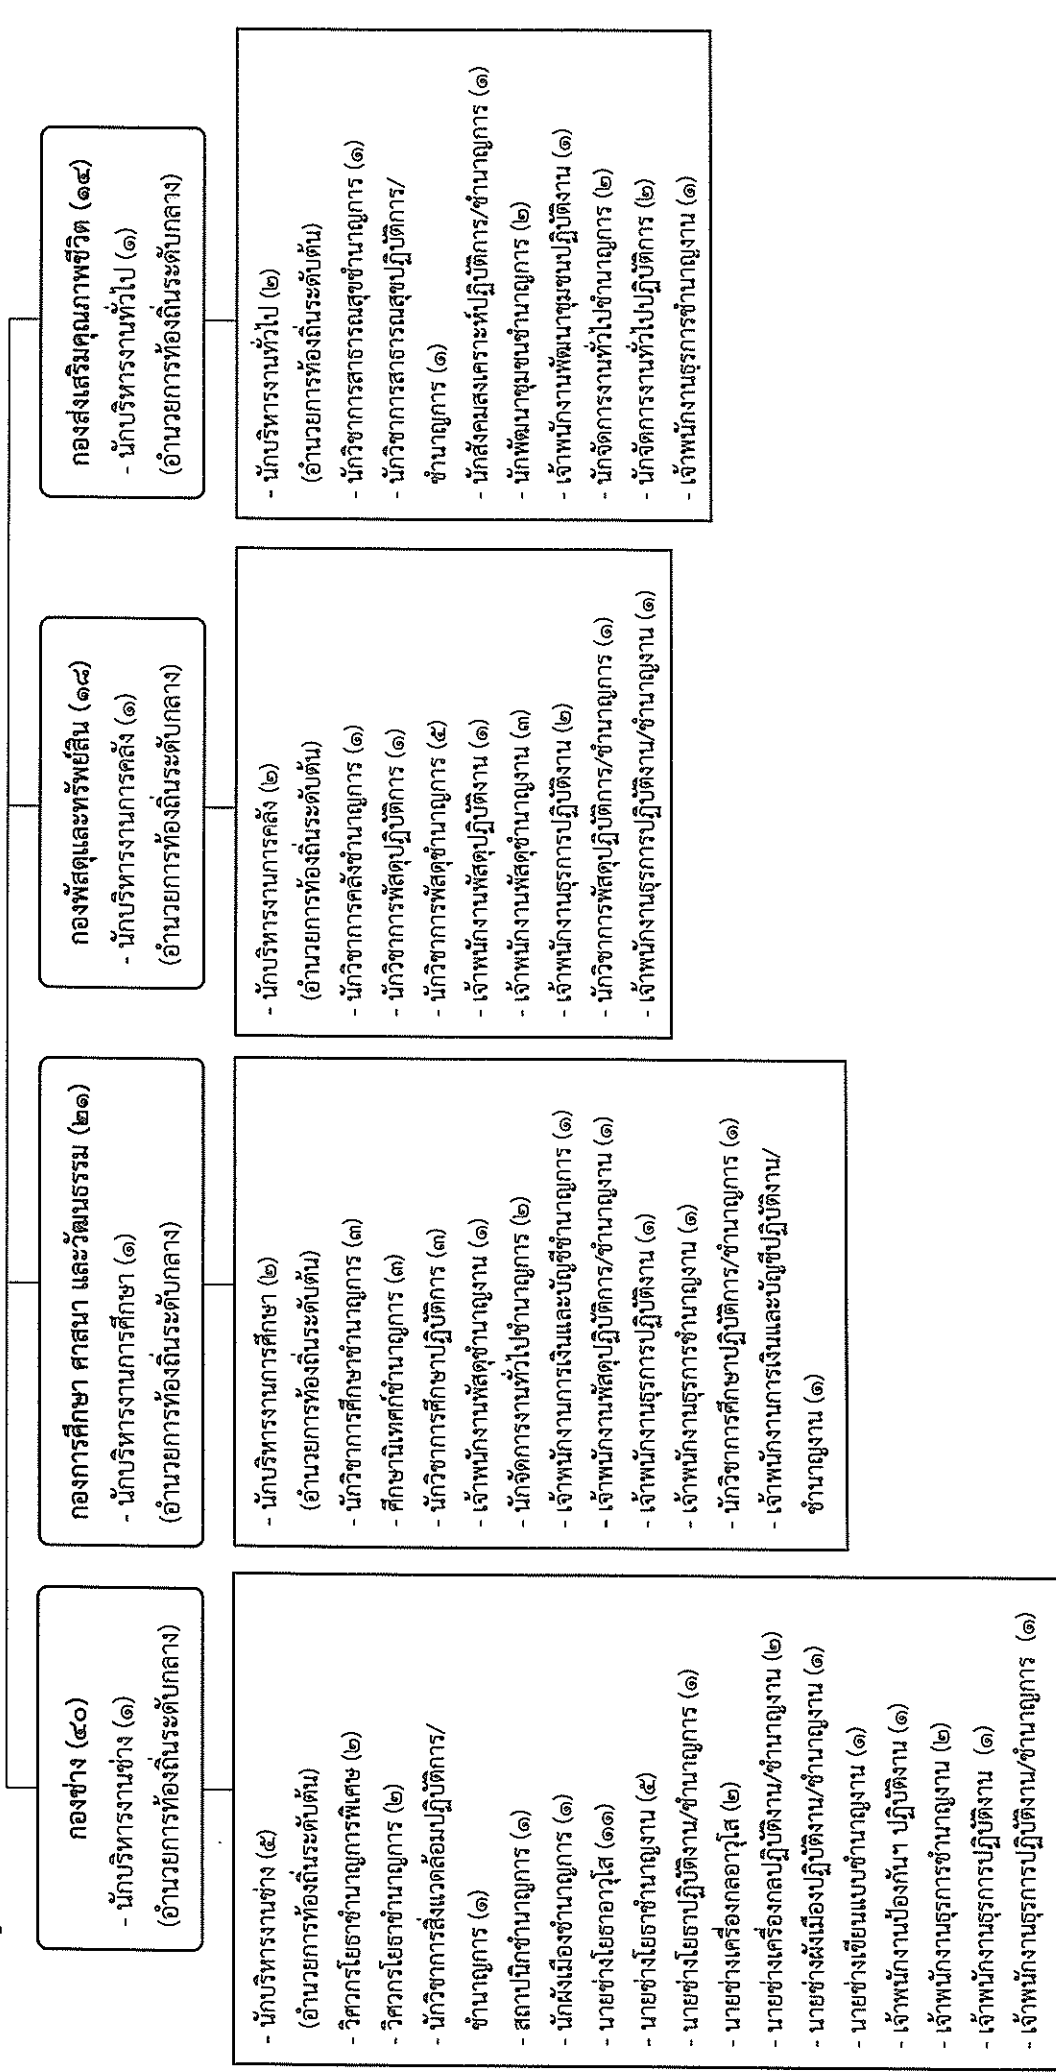 กองช่าง (๔๐)
- นักบริหารงานช่าง (๑)
(อำนวยการท้องถิ่นระดับกลาง)
- นักบริหารงานช่าง (๕)
(อำนวยการท้องถิ่นระดับต้น)
- วิศวกรโยธาชำนาญการพิเศษ (๒)
- วิศวกรโยธาชำนาญการ (๒)
- นักวิชาการสิ่งแวดล้อมปฏิบัติการ/
ชำนาญการ (๑)
- สถาปนิกชำนาญการ (๑)
- นักผังเมืองชำนาญการ (๑)
- นายช่างโยธาอาวุโส (๑๑)
- นายช่างโยธาชำนาญงาน (๕)
- นายช่างโยธาปฏิบัติงาน/ชำนาญการ (๑)
- นายช่างเครื่องกลอาวุโส (๒)
- นายช่างเครื่องกลปฏิบัติงาน/ชำนาญงาน (๒)
- นายช่างผังเมืองปฏิบัติงาน/ชำนาญงาน (๑)
- นายช่างเขียนแบบชำนาญงาน (๑)
- เจ้าพนักงานป้องกันฯ ปฏิบัติงาน (๑)
- เจ้าพนักงานธุรการชำนาญงาน (๒)
- เจ้าพนักงานธุรการปฏิบัติงาน (๑)
- เจ้าพนักงานธุรการปฏิบัติงาน/ชำนาญการ (๑)
กองการศึกษา ศาสนา และวัฒนธรรม (๒๑)
- นักบริหารงานการศึกษา (๑)
(อำนวยการท้องถิ่นระดับกลาง)
- นักบริหารงานการศึกษา (๒)
(อำนวยการท้องถิ่นระดับต้น)
- นักวิชาการศึกษาชำนาญการ (๓)
- ศึกษานิเทศก์ชำนาญการ (๓)
- นักวิชาการศึกษาปฏิบัติการ (๓)
- เจ้าพนักงานพัสดุชำนาญงาน (๑)
- นักจัดการงานทั่วไปชำนาญการ (๒)
- เจ้าพนักงานการเงินและบัญชีชำนาญการ (๑)
- เจ้าพนักงานพัสดุปฏิบัติการ/ชำนาญงาน (๑)
- เจ้าพนักงานธุรการปฏิบัติงาน (๑)
- เจ้าพนักงานธุรการชำนาญงาน (๑)
- นักวิชาการศึกษาปฏิบัติการ/ชำนาญการ (๑)
- เจ้าพนักงานการเงินและบัญชีปฏิบัติงาน/
ชำนาญงาน (๑)
กองพัสดุและทรัพย์สิน (๑๘)
- นักบริหารงานการคลัง (๑)
(อำนวยการท้องถิ่นระดับกลาง)
- นักบริหารงานการคลัง (๒)
(อำนวยการท้องถิ่นระดับต้น)
- นักวิชาการคลังชำนาญการ (๑)
- นักวิชาการพัสดุปฏิบัติการ (๑)
- นักวิชาการพัสดุชำนาญการ (๕)
- เจ้าพนักงานพัสดุปฏิบัติงาน (๑)
- เจ้าพนักงานพัสดุชำนาญงาน (๓)
- เจ้าพนักงานธุรการปฏิบัติงาน (๒)
- นักวิชาการพัสดุปฏิบัติการ/ชำนาญการ (๑)
- เจ้าพนักงานธุรการปฏิบัติงาน/ชำนาญงาน (๑)
กองส่งเสริมคุณภาพชีวิต (๑๔)
- นักบริหารงานทั่วไป (๑)
(อำนวยการท้องถิ่นระดับกลาง)
- นักบริหารงานทั่วไป (๒)
(อำนวยการท้องถิ่นระดับต้น)
- นักวิชาการสาธารณสุขชำนาญการ (๑)
- นักวิชาการสาธารณสุขปฏิบัติการ/
ชำนาญการ (๑)
- นักสังคมสงเคราะห์ปฏิบัติการ/ชำนาญการ (๑)
- นักพัฒนาชุมชนชำนาญการ (๒)
- เจ้าพนักงานพัฒนาชุมชนปฏิบัติงาน (๑)
- นักจัดการงานทั่วไปชำนาญการ (๒)
- นักจัดการงานทั่วไปปฏิบัติการ (๒)
- เจ้าพนักงานธุรการชำนาญงาน (๑)